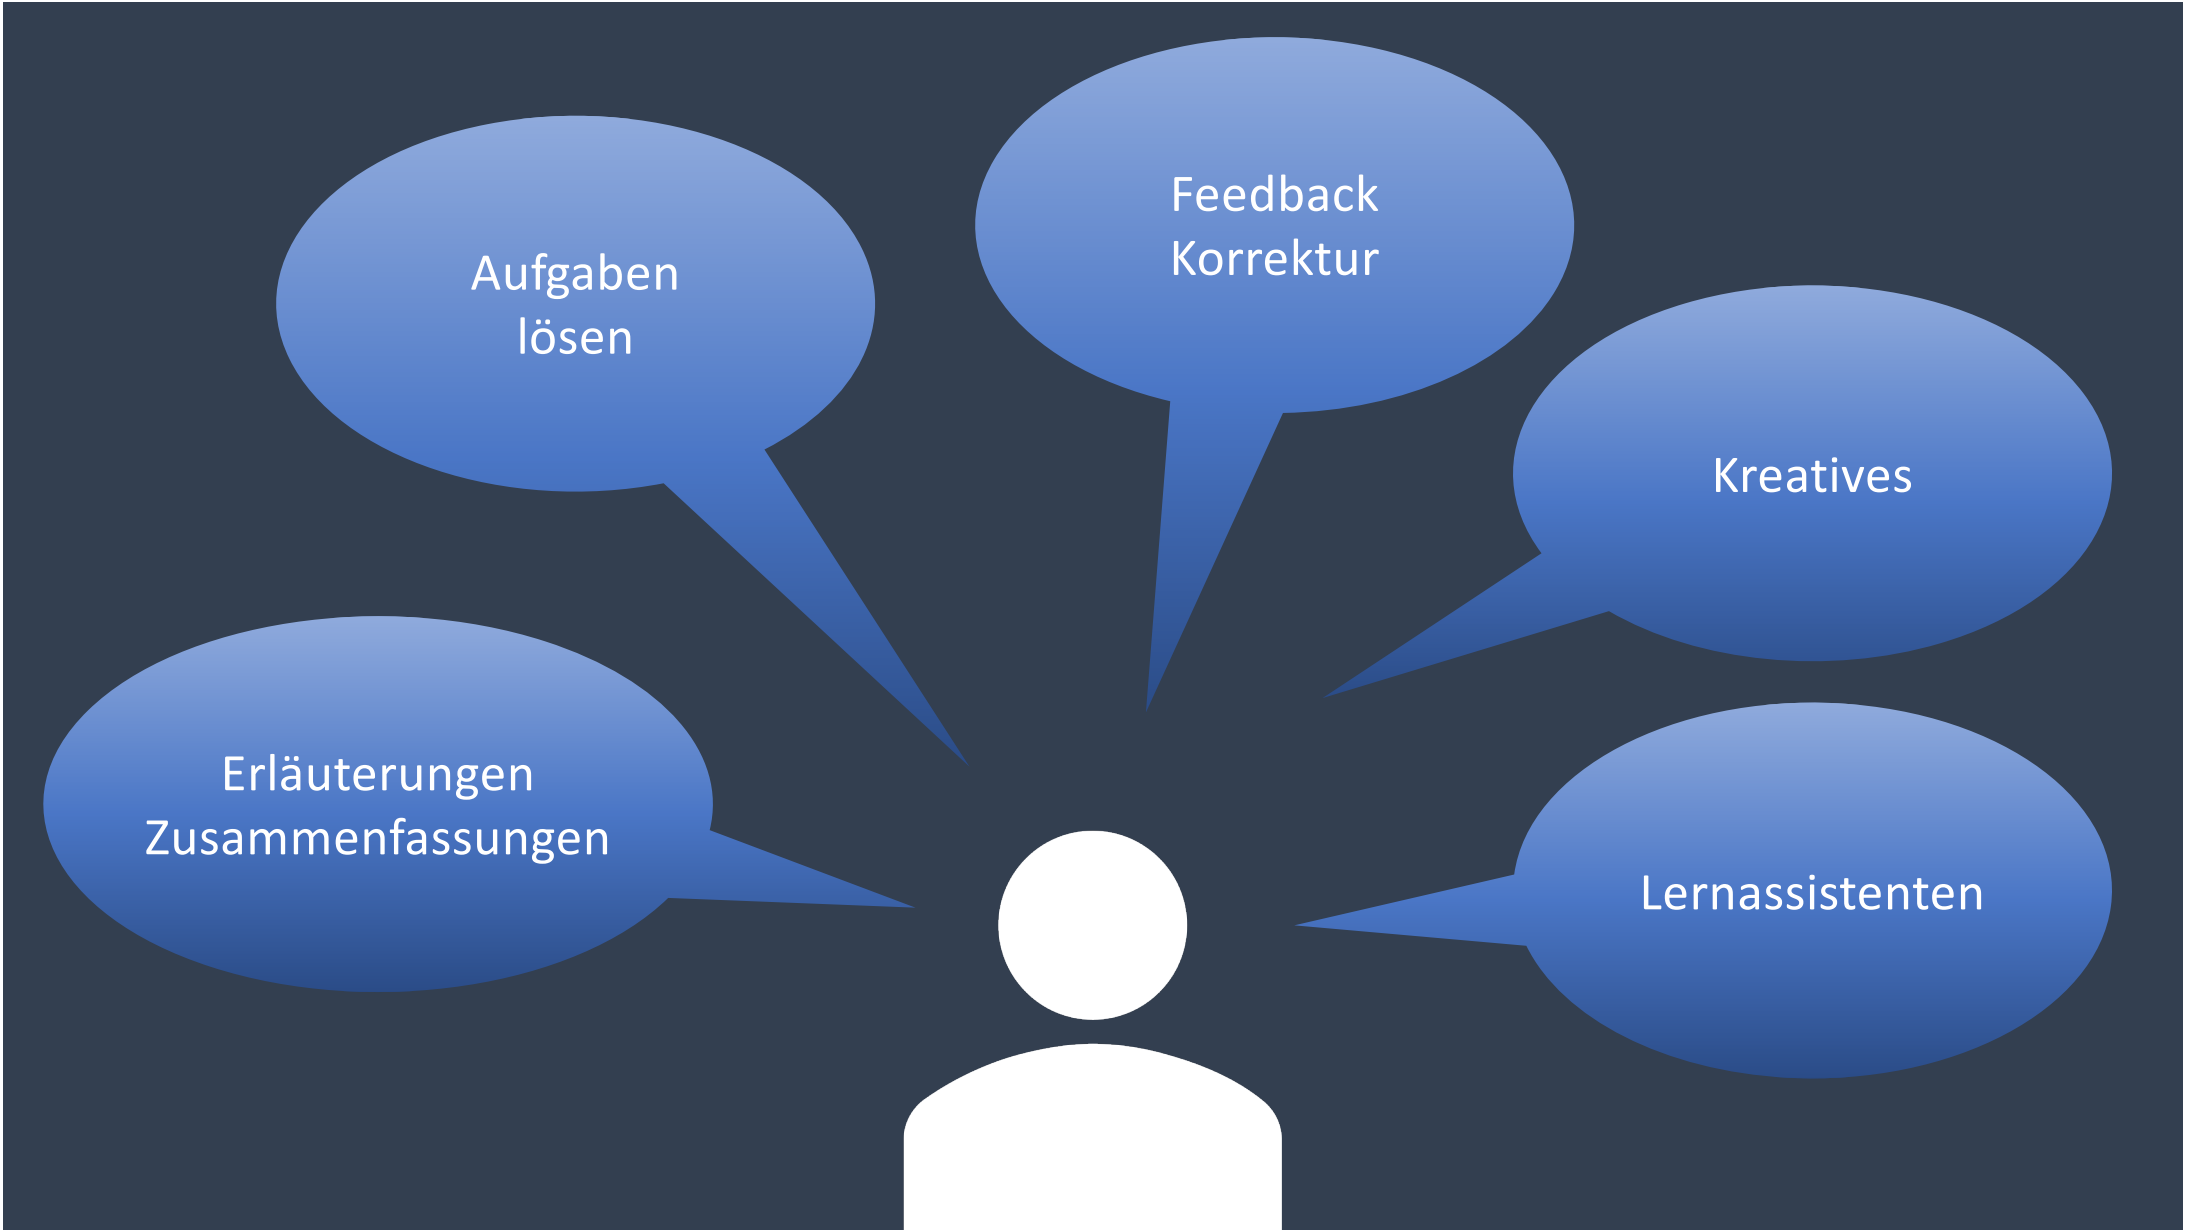 Feedback
Korrektur
Aufgaben
lösen
Kreatives
Erläuterungen
Zusammenfassungen
Lernassistenten